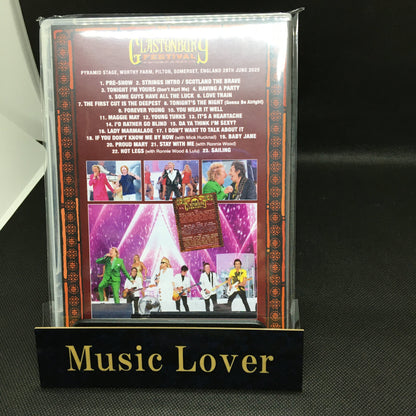 GLASTONBURY
FESTIVAL
PYRAMID STAGE, WORTHY FARM, PILTON, SOMERSET, ENGLAND 29TH JUNE 2025
1. PRE-SHOW 2. STRINGS INTRO / SCOTLAND THE BRAVE
3. TONIGHT I'M YOURS (Don't Hurt Me) 4. HAVING A PARTY
5. SOME GUYS HAVE ALL THE LUCK 6. LOVE TRAIN
7. THE FIRST CUT IS THE DEEPEST 8. TONIGHT'S THE NIGHT (Gonna Be Alright)
9. FOREVER YOUNG 10. YOU WEAR IT WELL
11. MAGGIE MAY 12. YOUNG TURKS 13. IT'S A HEARTACHE
14. I'D RATHER GO BLIND 15. DA YA THINK I'M SEXY?
16. LADY MARMALADE 17. I DON'T WANT TO TALK ABOUT IT
18. IF YOU DON'T KNOW ME BY NOW (with Mick Hucknall) 19. BABY JANE
20. PROUD MARY 21. STAY WITH ME (with Ronnie Wood)
22. HOT LEGS (with Ronnie Wood & Lulu) 23. SAILING
Music Lover